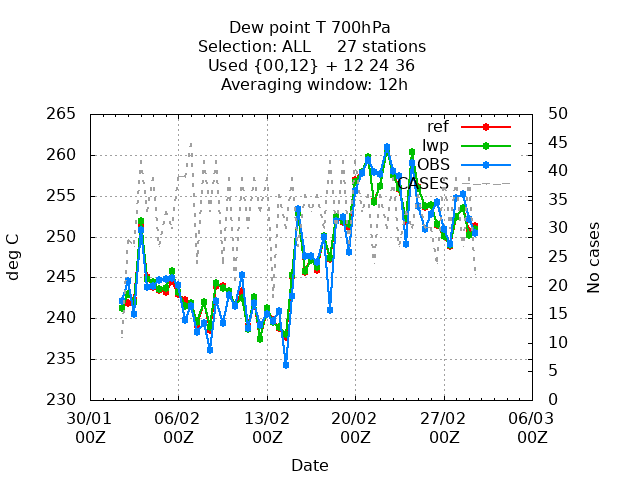 Dew point T 700hPa
Selection: ALL     27 stations
Used {00,12} + 12 24 36
Averaging window: 12h
265
260
255
250
245
240
235
230
50
45
40
35
30
25
20
15
10
5
0
ref
lwp
OBS
CASES
deg C
No cases
30/01 06/02 13/02 20/02 27/02 06/03
00Z 00Z 00Z 00Z 00Z 00Z
Date